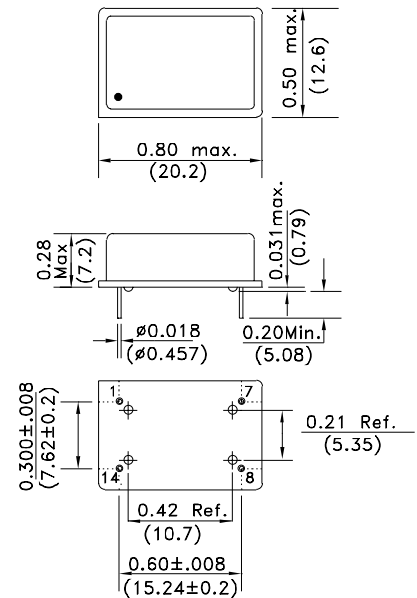 0.50 max.
(12.6)
0.80 max.
(20.2)
0.031max.
(0.79)
0.28
Max
(7.2)
ø0.018
(ø0.457)
0.20Min.
(5.08)
1
7
0.300±.008
(7.62±0.2)
0.21 Ref.
(5.35)
14
8
0.42 Ref.
(10.7)
0.60±.008
(15.24±0.2)